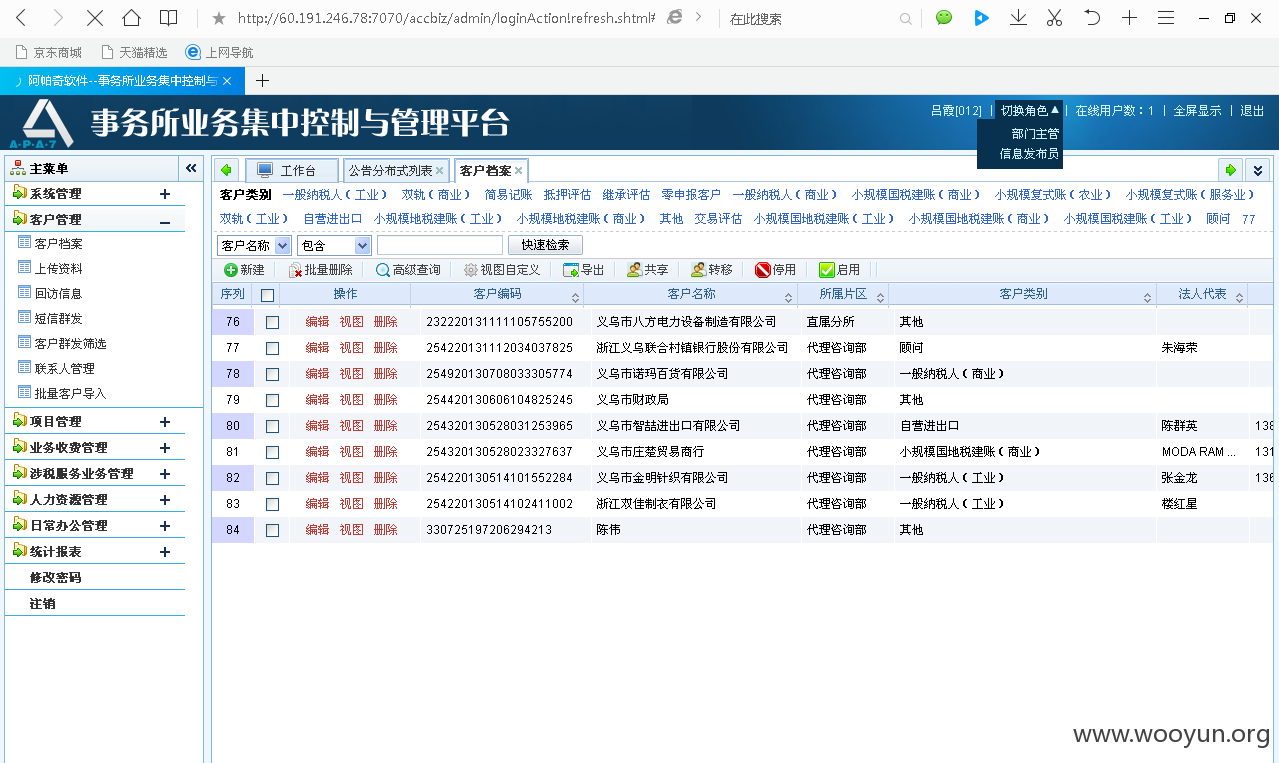 http://60.191.246.78:7070/accbiz/admin/loginAction!refresh.shtml# 在此搜索
京东商城 天猫精选 上网导航
阿帕奇软件--事务所业务集中控制与
APA7 事务所业务集中控制与管理平台
吕霞[012] | 切换角色▲ | 在线用户数：1 | 全屏显示 | 退出
部门主管
信息发布员
主菜单
系统管理
客户管理
客户档案
上传资料
回访信息
短信群发
客户群发筛选
联系人管理
批量客户导入
项目管理
业务收费管理
涉税服务业务管理
人力资源管理
日常办公管理
统计报表
修改密码
注销
工作台 公告分布式列表 客户档案
客户类别 一般纳税人（工业） 双轨（商业） 简易记账 抵押评估 继承评估 零申报客户 一般纳税人（商业） 小规模国税建账（商业） 小规模复式账（农业） 小规模复式账（服务业）
双轨（工业） 自营进出口 小规模地税建账（工业） 小规模地税建账（商业） 其他 交易评估 小规模国税建账（工业） 小规模国地税建账（商业） 小规模国地税建账（工业） 顾问 77
客户名称 包含 快速检索
新建 批量删除 高级查询 视图自定义 导出 共享 转移 停用 启用
序列 操作 客户编码 客户名称 所属片区 客户类别 法人代表
76 编辑 视图 删除 232220131111105755200 义乌市八方电力设备制造有限公司 直属分所 其他
77 编辑 视图 删除 254220131112034037825 浙江义乌联合村镇银行股份有限公司 代理咨询部 顾问 朱海荣
78 编辑 视图 删除 254920130708033305774 义乌市诺玛百货有限公司 代理咨询部 一般纳税人（商业）
79 编辑 视图 删除 254420130606104825245 义乌市财政局 代理咨询部 其他
80 编辑 视图 删除 254320130528031253965 义乌市智喆进出口有限公司 代理咨询部 自营进出口 陈群英 138
81 编辑 视图 删除 254320130528023327637 义乌市庄楚贸易商行 代理咨询部 小规模国地税建账（商业） MODA RAM ... 131
82 编辑 视图 删除 254220130514101552284 义乌市金明针织有限公司 代理咨询部 一般纳税人（工业） 张金龙 136
83 编辑 视图 删除 254220130514102411002 浙江双佳制衣有限公司 代理咨询部 一般纳税人（工业） 楼红星
84 编辑 视图 删除 330725197206294213 陈伟 代理咨询部 其他
www.wooyun.org